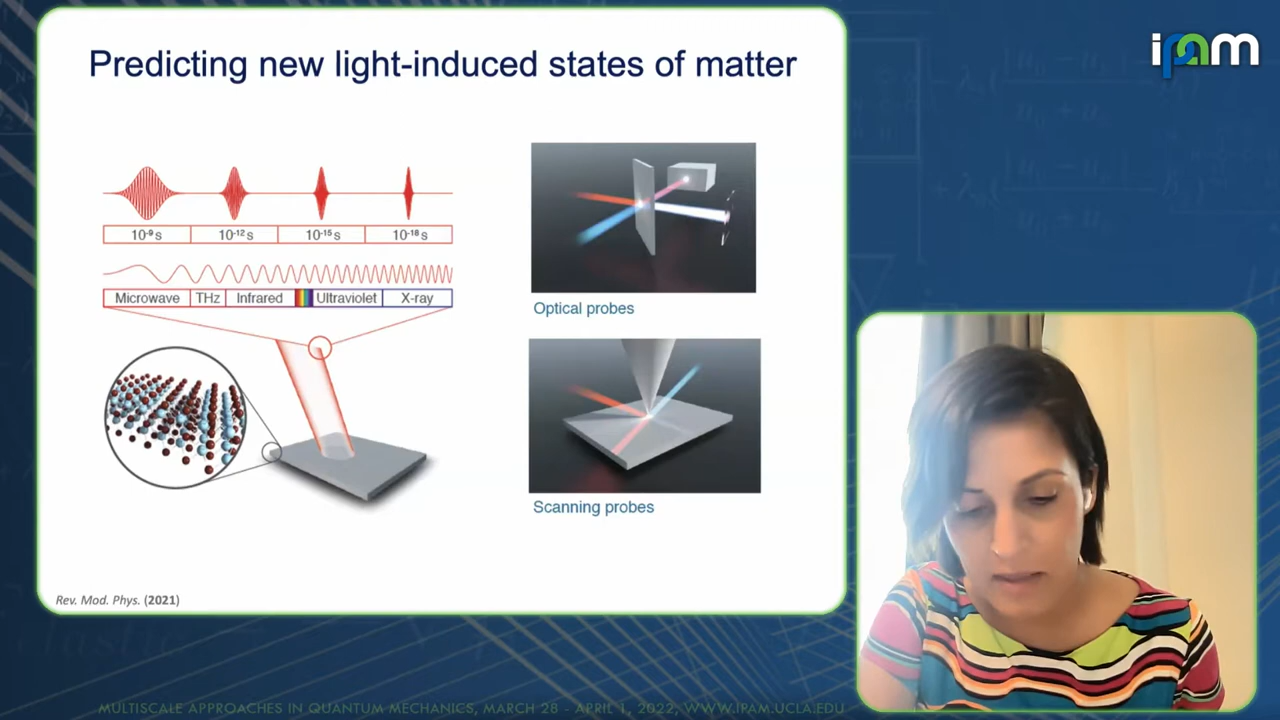 Predicting new light-induced states of matter
ipam
10⁻⁹ s 10⁻¹² s 10⁻¹⁵ s 10⁻¹⁸ s
Microwave THz Infrared Ultraviolet X-ray
Optical probes
Scanning probes
Rev. Mod. Phys. (2021)
MULTISCALE APPROACHES IN QUANTUM MECHANICS 28 - APRIL 1, 2022, WWW.IPAM.UCLA.EDU